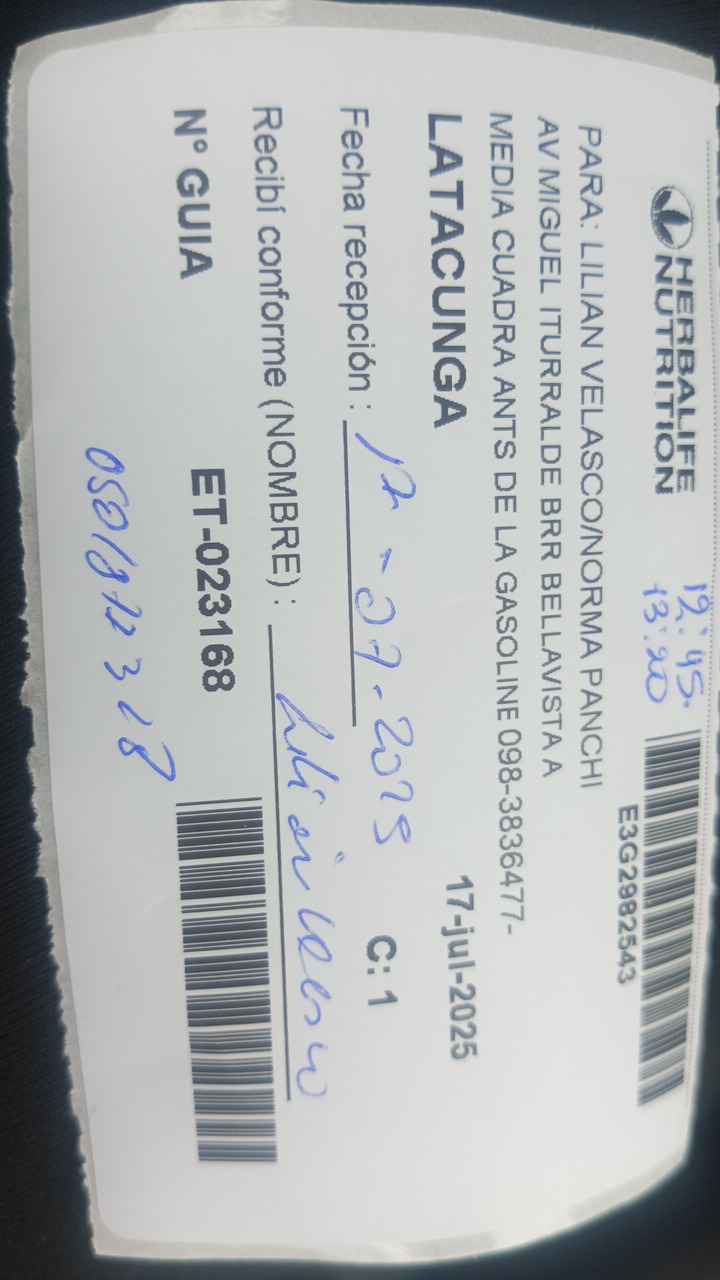 HERBALIFE
NUTRITION
12:45.
13:20
E3G2982543
PARA: LILIAN VELASCO/NORMA PANCHI
AV MIGUEL ITURRALDE BRR BELLAVISTA A
MEDIA CUADRA ANTS DE LA GASOLINE 098-3836477-
LATACUNGA 17-jul-2025
Fecha recepción : 17-07-2025 C: 1
Recibí conforme (NOMBRE) : Lilian Velasco
N° GUIA ET-023168